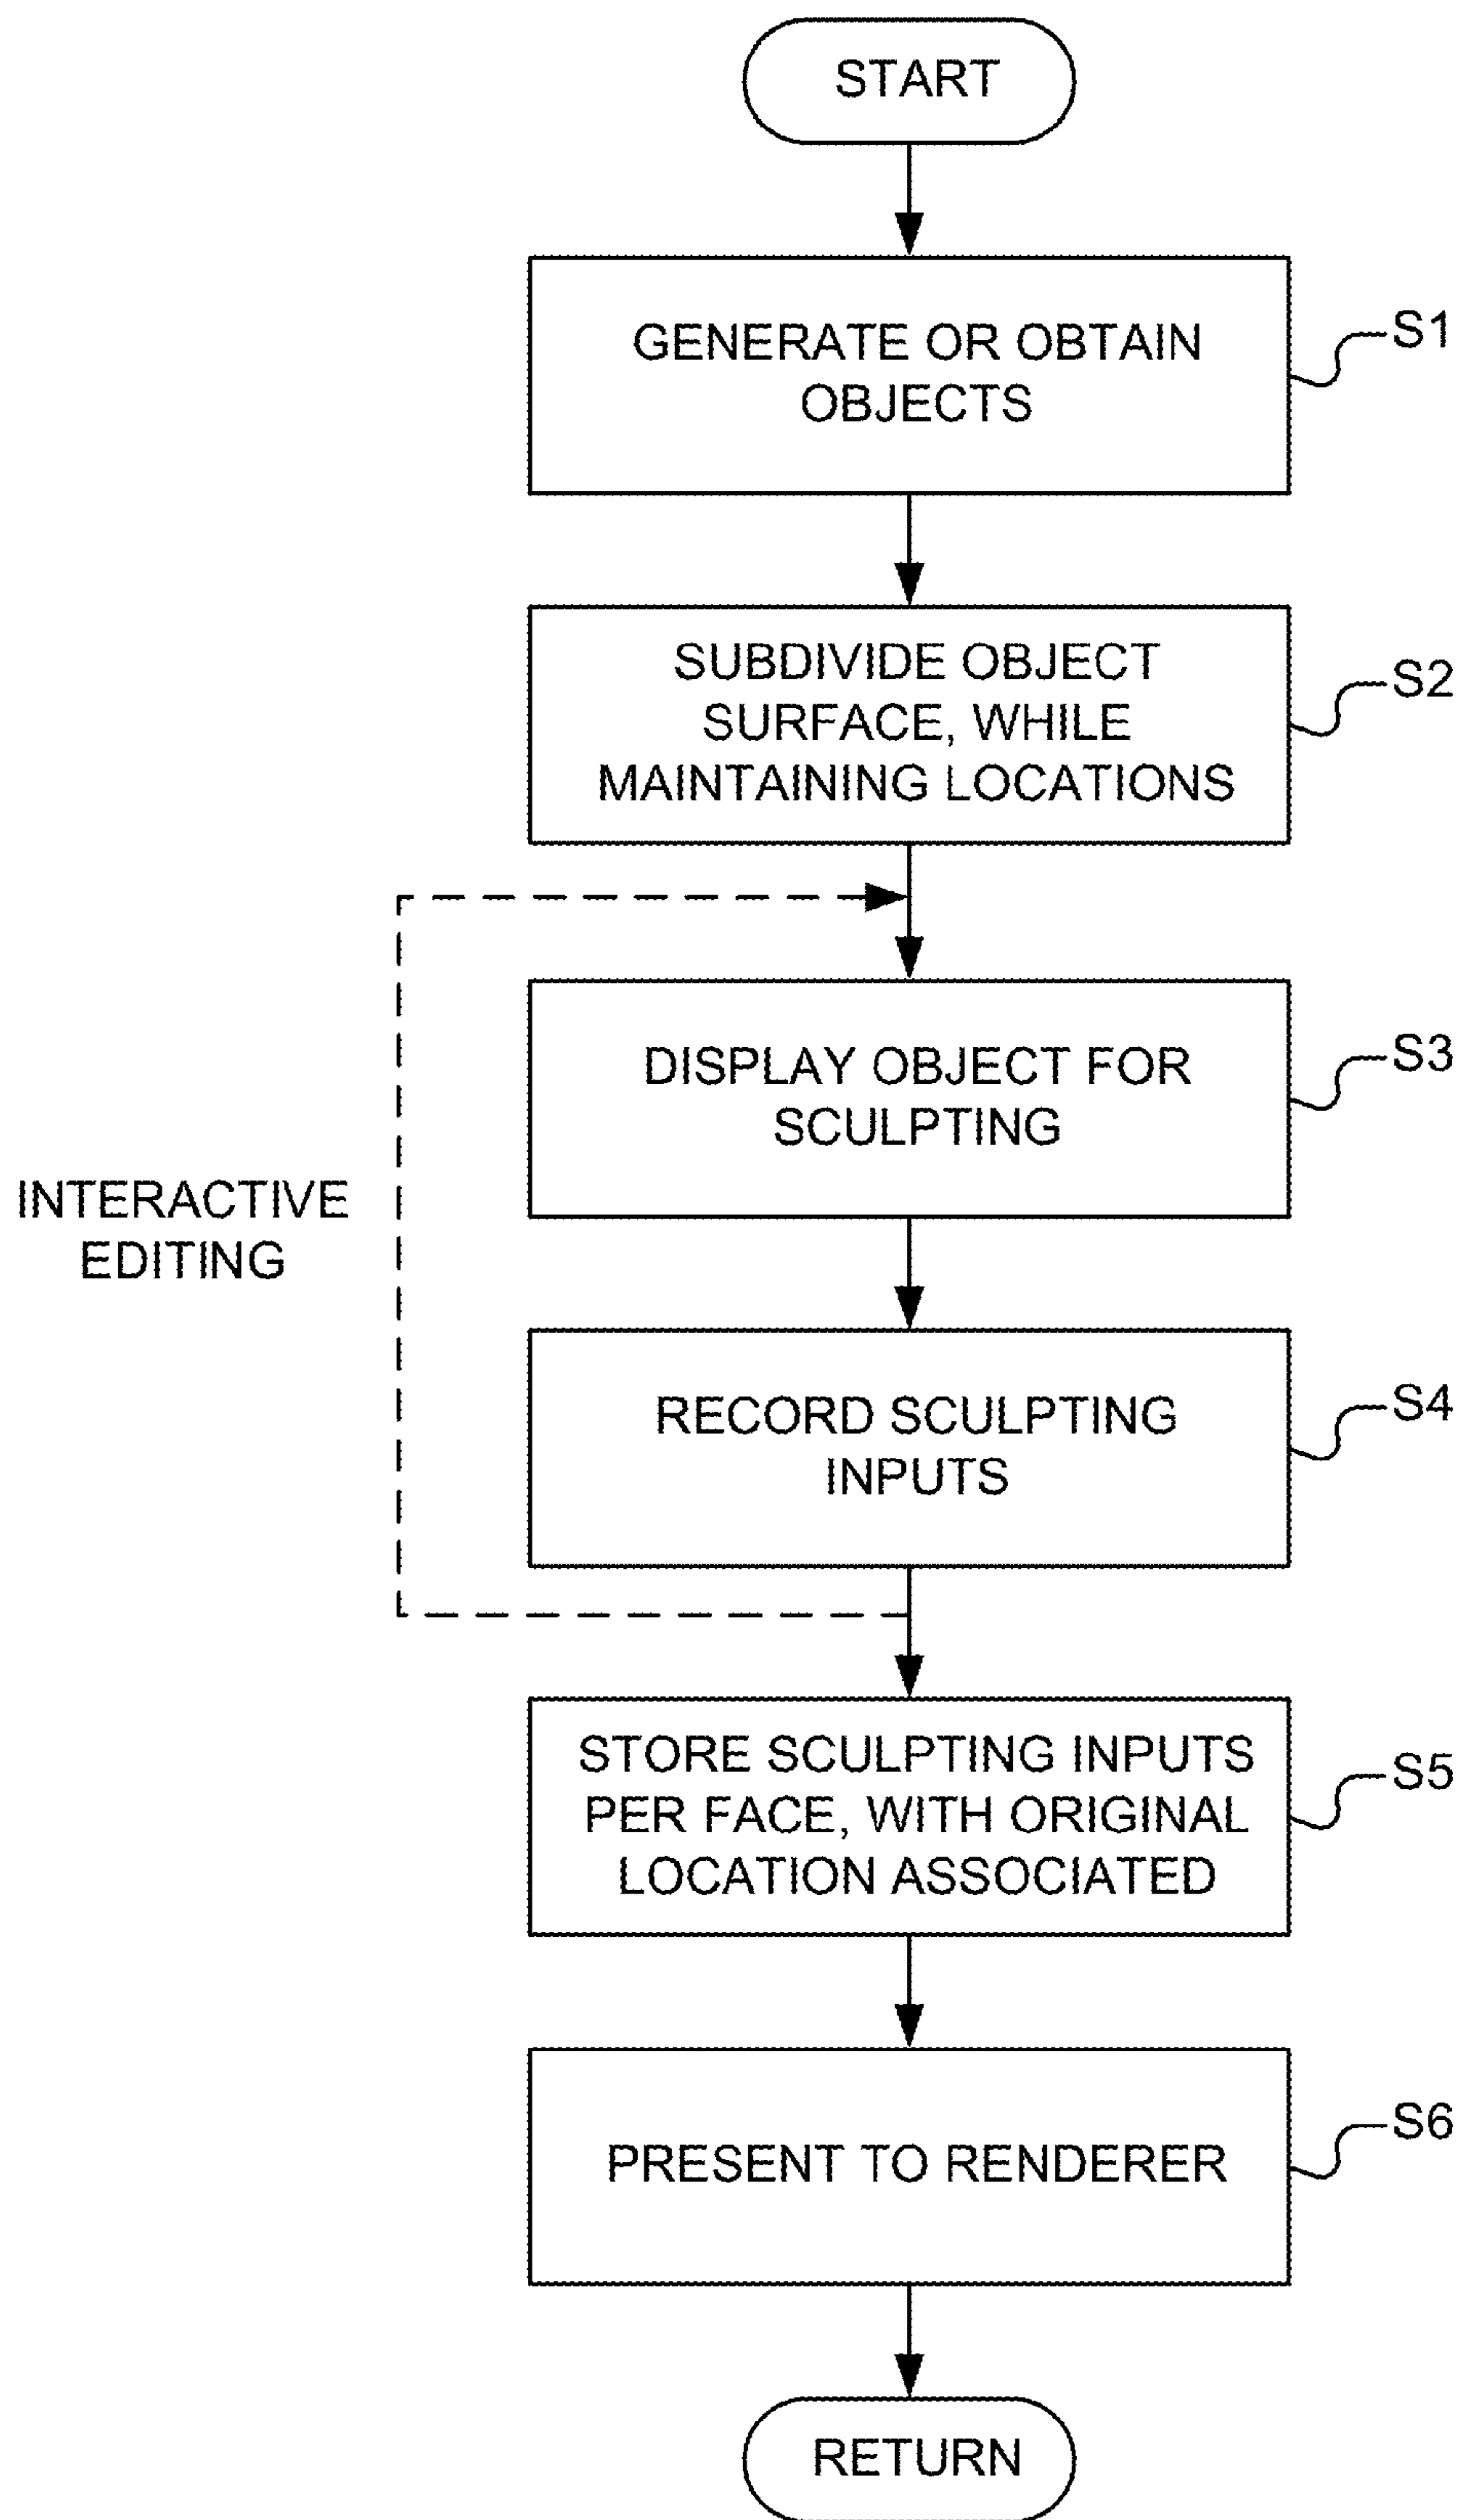 START
GENERATE OR OBTAIN
OBJECTS
S1
SUBDIVIDE OBJECT
SURFACE, WHILE
MAINTAINING LOCATIONS
S2
DISPLAY OBJECT FOR
SCULPTING
S3
INTERACTIVE
EDITING
RECORD SCULPTING
INPUTS
S4
STORE SCULPTING INPUTS
PER FACE, WITH ORIGINAL
LOCATION ASSOCIATED
S5
PRESENT TO RENDERER
S6
RETURN